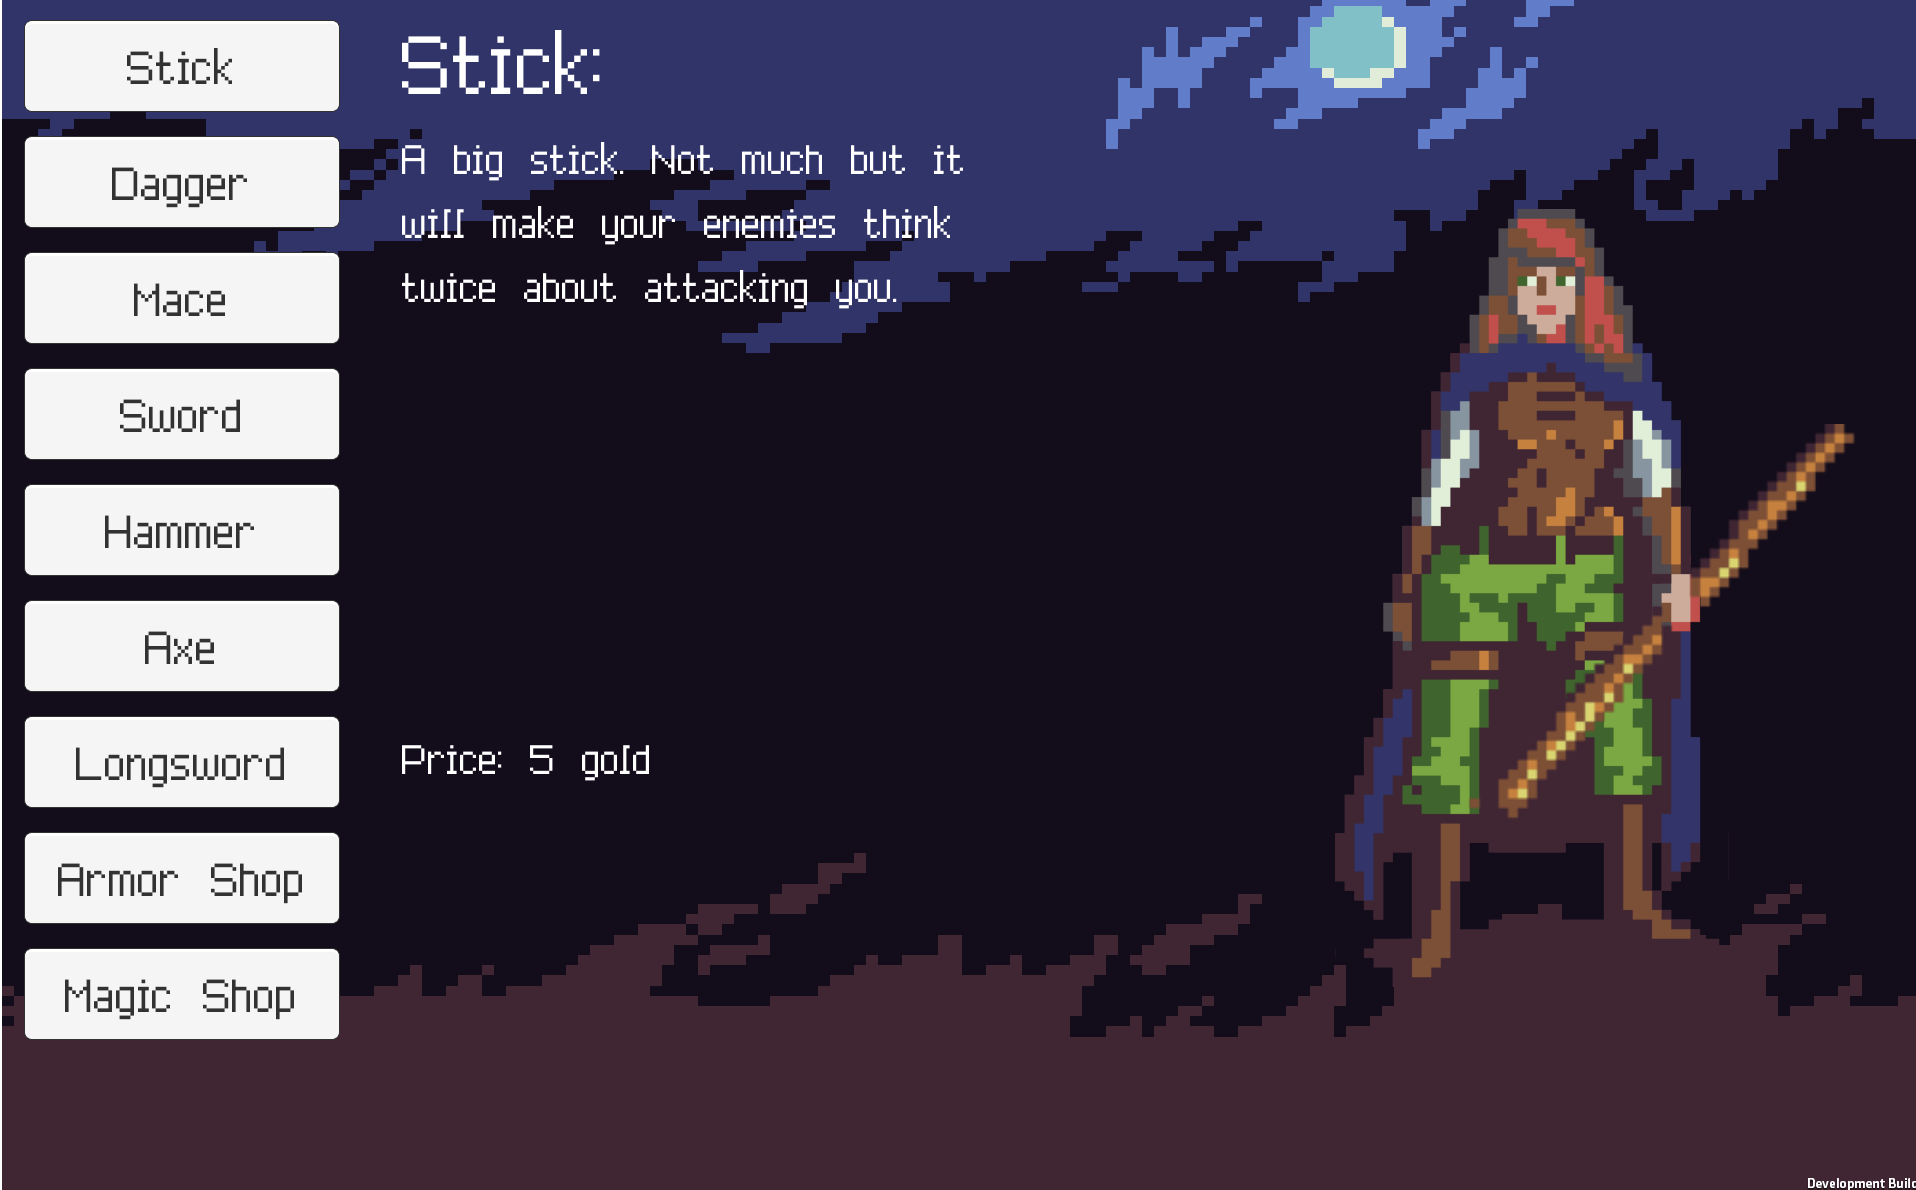 Stick
Dagger
Mace
Sword
Hammer
Axe
Longsword
Armor Shop
Magic Shop
Stick:
A big stick. Not much but it
will make your enemies think
twice about attacking you.
Price: 5 gold
Development Build